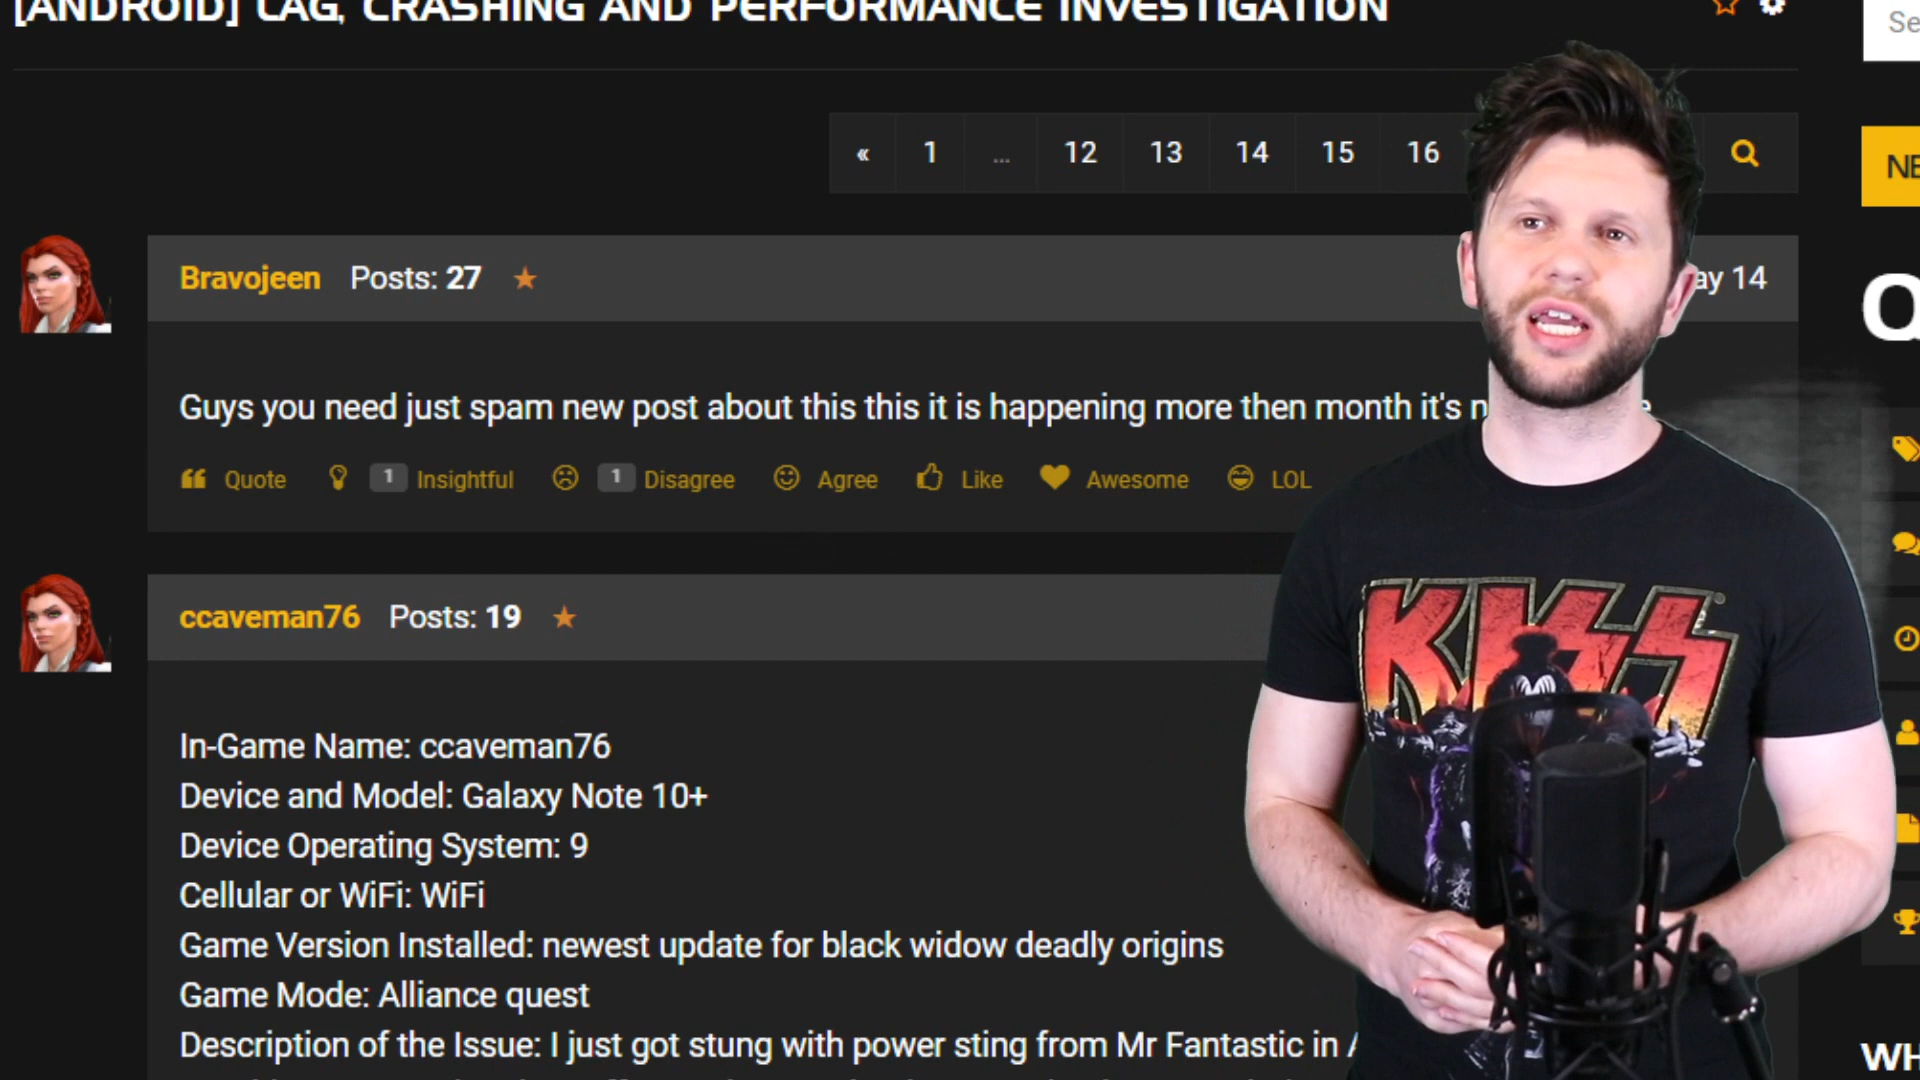 [ANDROID] LAG, CRASHING AND PERFORMANCE INVESTIGATION
« 1 ... 12 13 14 15 16
Bravojeen Posts: 27
14
Guys you need just spam new post about this this it is happening more then month it's
Quote 1 Insightful 1 Disagree Agree Like Awesome LOL
ccaveman76 Posts: 19
In-Game Name: ccaveman76
Device and Model: Galaxy Note 10+
Device Operating System: 9
Cellular or WiFi: WiFi
Game Version Installed: newest update for black widow deadly origins
Game Mode: Alliance quest
Description of the Issue: I just got stung with power sting from Mr Fantastic in
KISS